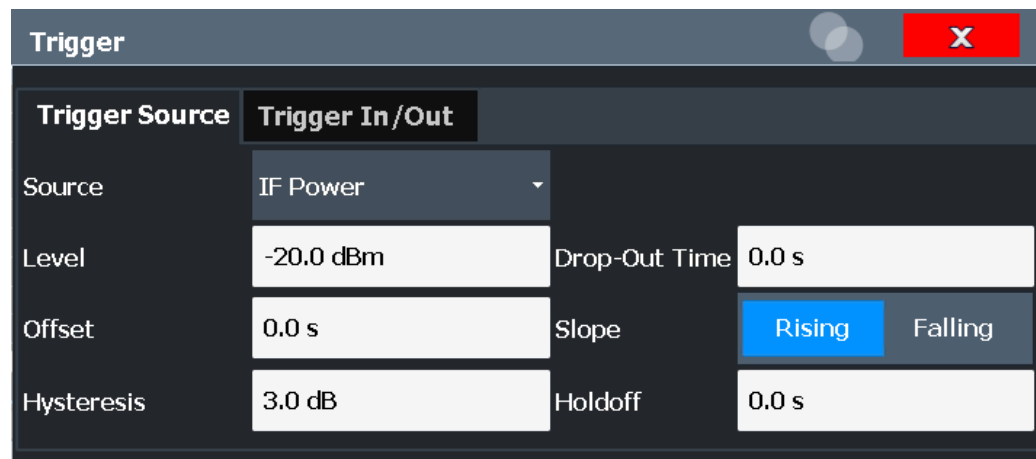 Trigger
X
Trigger Source Trigger In/Out
Source IF Power
Level -20.0 dBm Drop-Out Time 0.0 s
Offset 0.0 s Slope Rising Falling
Hysteresis 3.0 dB Holdoff 0.0 s